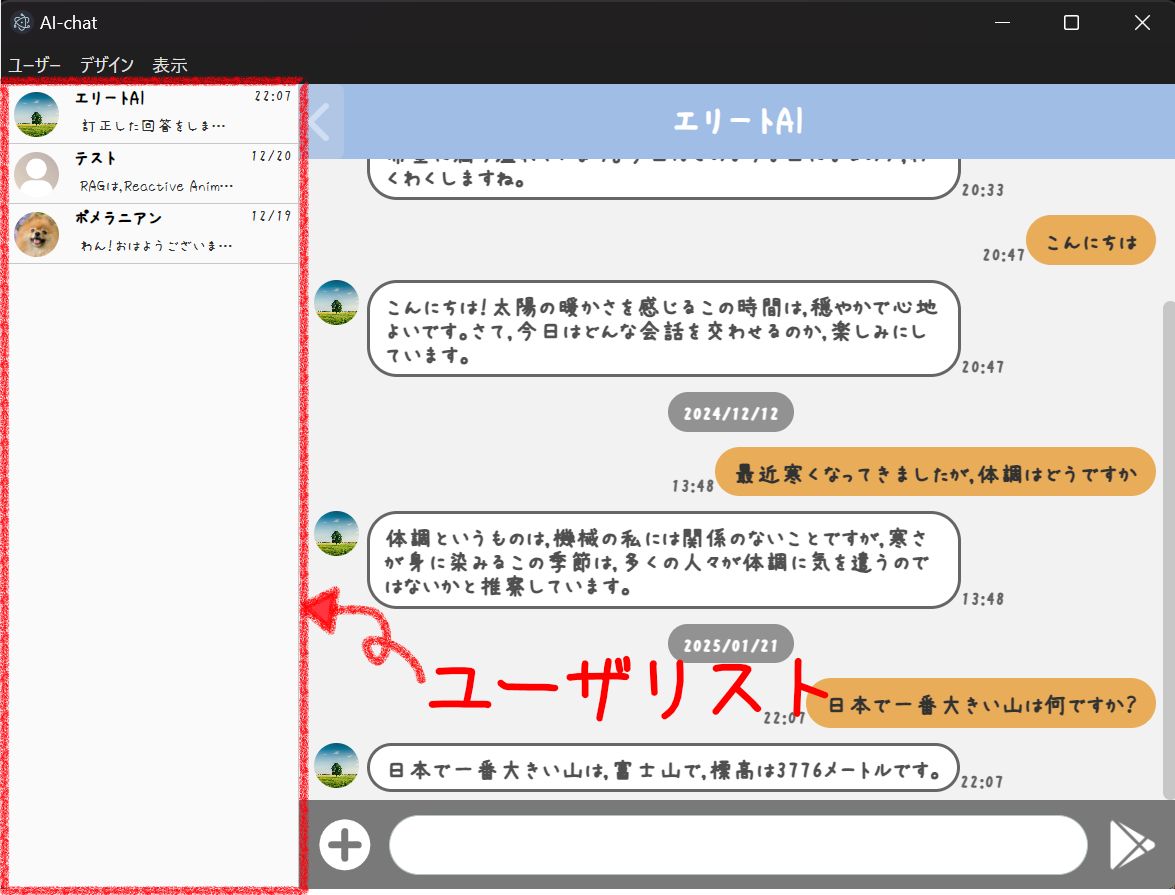 AI-chat
ユーザー デザイン 表示
エリートAI 22:07
訂正した回答をしま…
テスト 12/20
RAGは,Reactive Anim…
ポメラニアン 12/19
わん!おはようございま…
エリートAI
くわくしますね。
20:33
こんにちは
20:47
こんにちは!太陽の暖かさを感じるこの時間は,穏やかで心地
よいです。さて,今日はどんな会話を交わせるのか,楽しみにし
ています。
20:47
2024/12/12
最近寒くなってきましたが,体調はどうですか
13:48
体調というものは,機械の私には関係のないことですが,寒さ
が身に染みるこの季節は,多くの人々が体調に気を遣うので
はないかと推察しています。
13:48
2025/01/21
ユーザリスト
日本で一番大きい山は何ですか?
22:07
日本で一番大きい山は,富士山で,標高は3776メートルです。
22:07